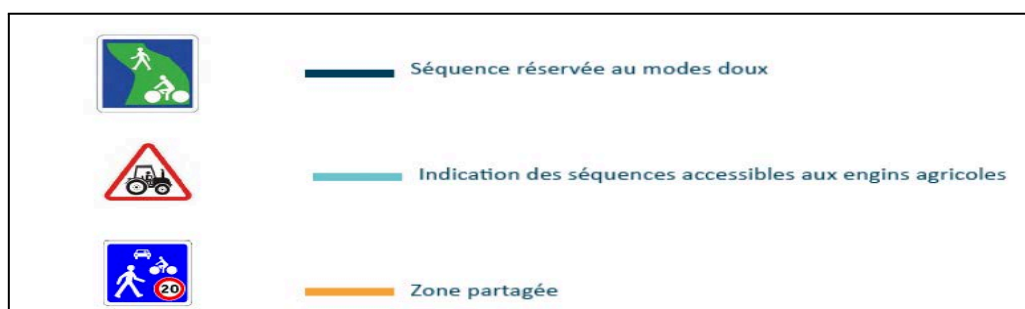 Séquence réservée au modes doux
Indication des séquences accessibles aux engins agricoles
20
Zone partagée